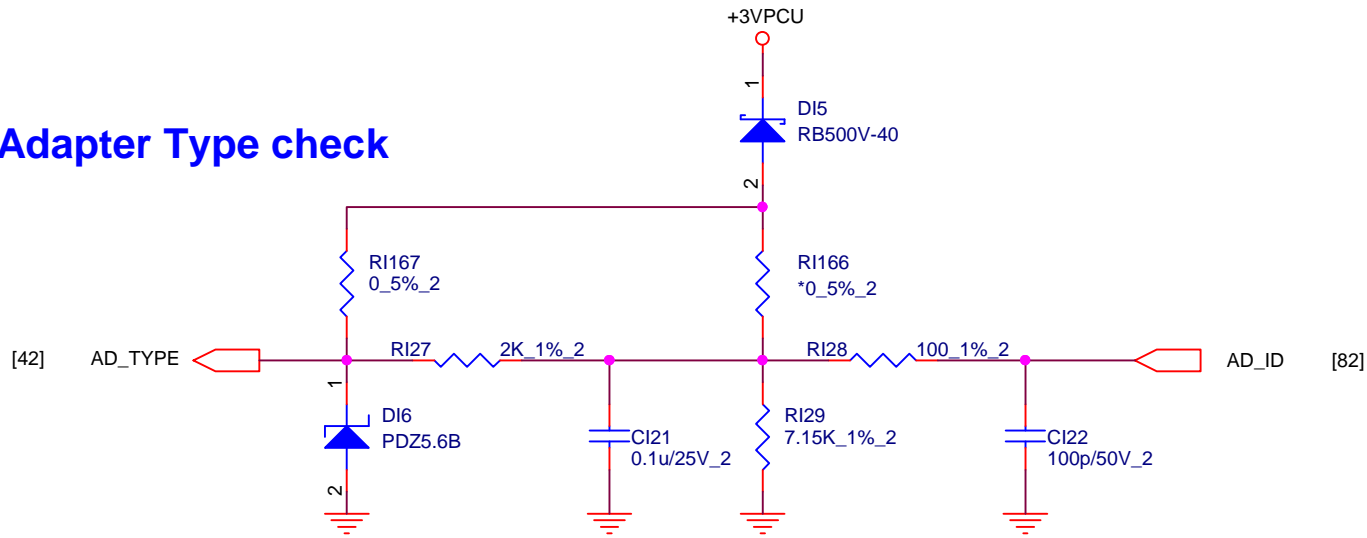 +3VPCU
1
DI5
RB500V-40
Adapter Type check
2
RI167
0_5%_2
RI166
*0_5%_2
[42] AD_TYPE RI27 2K_1%_2 RI28 100_1%_2 AD_ID [82]
1
DI6
PDZ5.6B
2
CI21
0.1u/25V_2
RI29
7.15K_1%_2
CI22
100p/50V_2